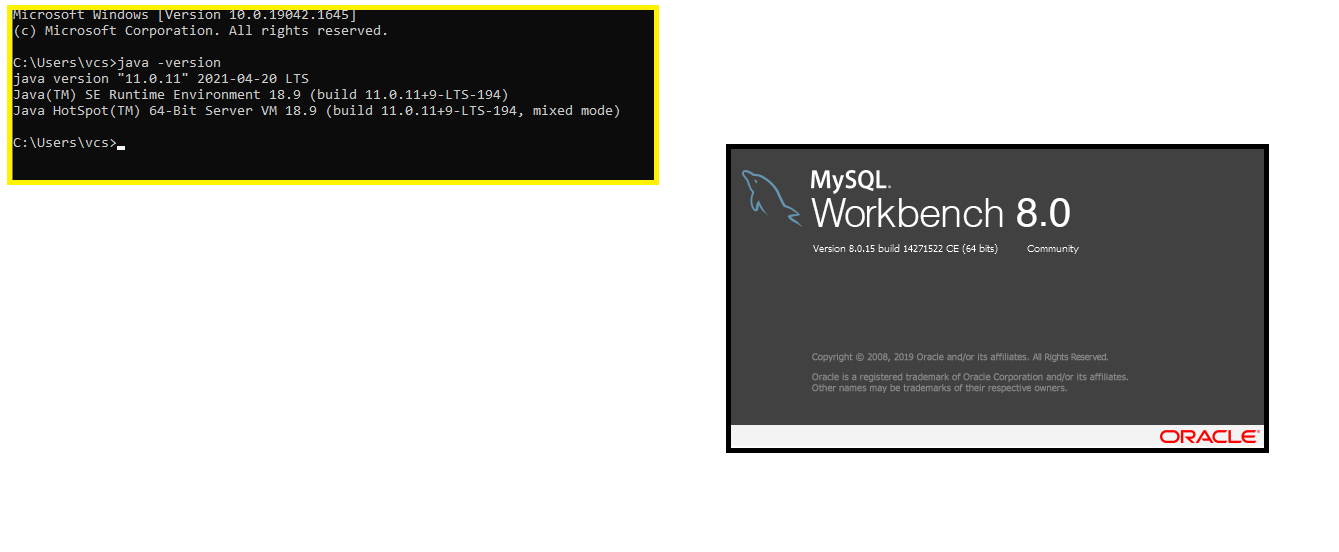 Microsoft Windows [Version 10.0.19042.1645]
(c) Microsoft Corporation. All rights reserved.
C:\Users\vcs>java -version
java version "11.0.11" 2021-04-20 LTS
Java(TM) SE Runtime Environment 18.9 (build 11.0.11+9-LTS-194)
Java HotSpot(TM) 64-Bit Server VM 18.9 (build 11.0.11+9-LTS-194, mixed mode)
C:\Users\vcs>
MySQL.
Workbench 8.0
Version 8.0.15 build 14271522 CE (64 bits) Community
Copyright © 2008, 2019 Oracle and/or its affiliates. All Rights Reserved.
Oracle is a registered trademark of Oracle Corporation and/or its affiliates.
Other names may be trademarks of their respective owners.
ORACLE